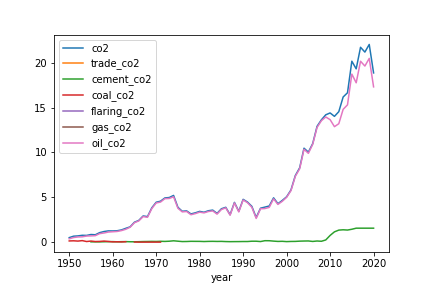 co2
trade_co2
cement_co2
coal_co2
flaring_co2
gas_co2
oil_co2
20
15
10
5
0
1950 1960 1970 1980 1990 2000 2010 2020
year